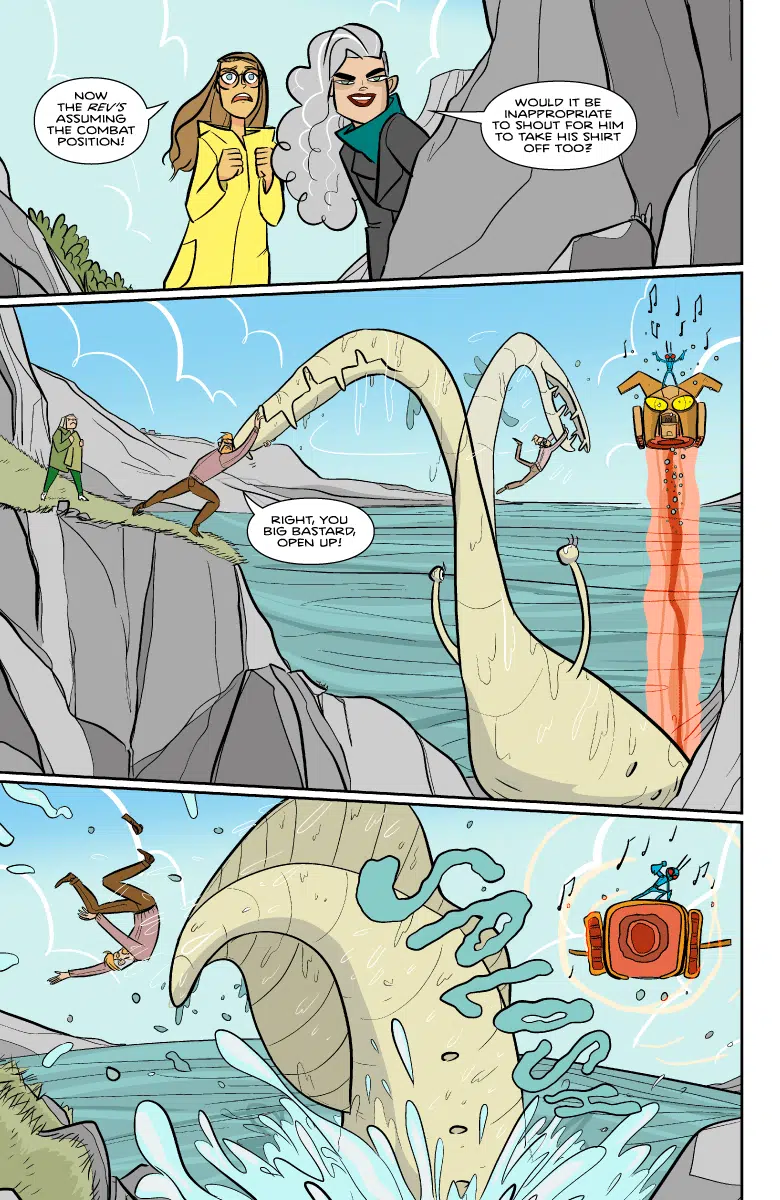 NOW
THE REV'S
ASSUMING
THE COMBAT
POSITION!
WOULD IT BE
INAPPROPRIATE
TO SHOUT FOR HIM
TO TAKE HIS SHIRT
OFF TOO?
RIGHT, YOU
BIG BASTARD,
OPEN UP!
SPLOSH